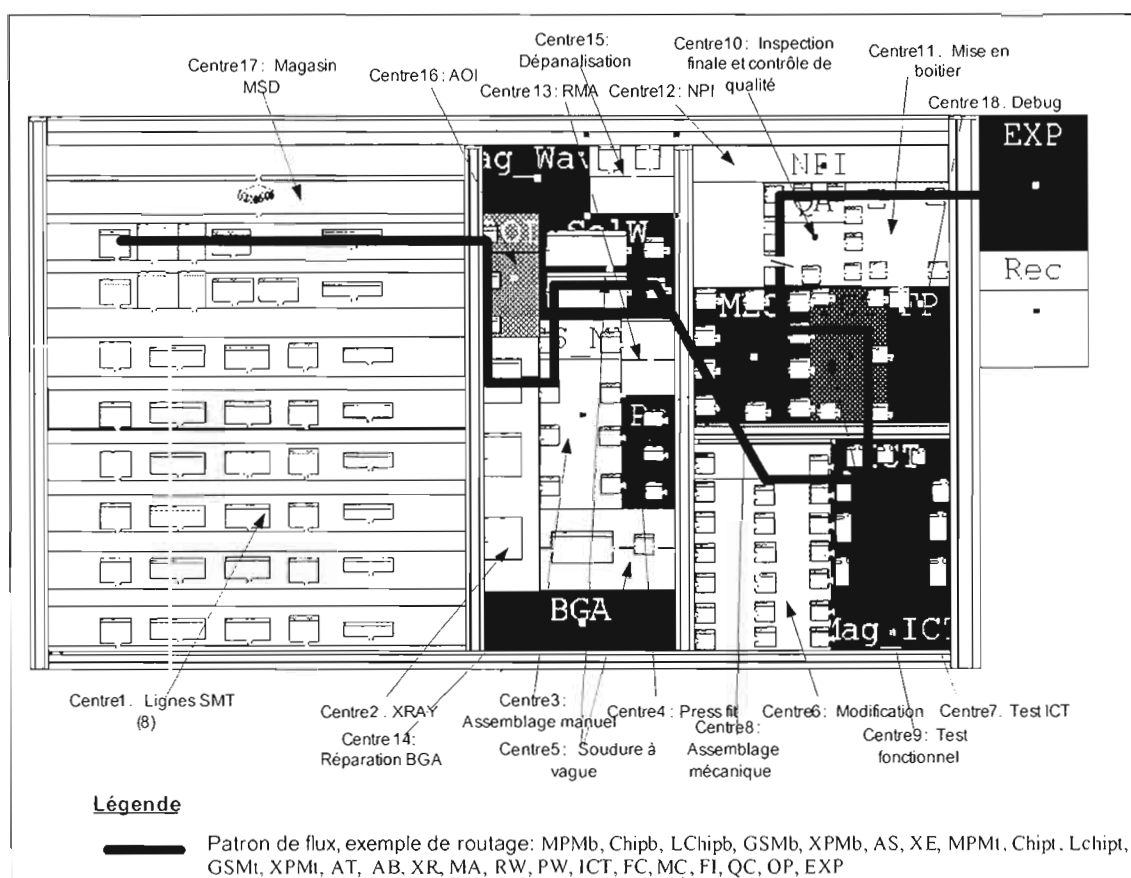 Centre15:
Dépanalisation
Centre10: Inspection
finale et contrôle de
qualité
Centre11. Mise en
boitier
Centre17: Magasin
MSD
Centre16: AOI
Centre13: RMA
Centre12: NPI
Centre18. Debug
ag_Wav
NPI
EXP
QA
SolW
Rec
BGA
Mag_ICT
Centre1. Lignes SMT
(8)
Centre2. XRAY
Centre14:
Réparation BGA
Centre3:
Assemblage manuel
Centre4: Press fit
Centre5: Soudure à
vague
Centre8:
Assemblage
mécanique
Centre6: Modification
Centre7. Test ICT
Centre9: Test
fonctionnel
Légende
Patron de flux, exemple de routage: MPMb, Chipb, LChipb, GSMb, XPMb, AS, XE, MPMt, Chipt, Lchipt,
GSMt, XPMt, AT, AB, XR, MA, RW, PW, ICT, FC, MC, FI, QC, OP, EXP